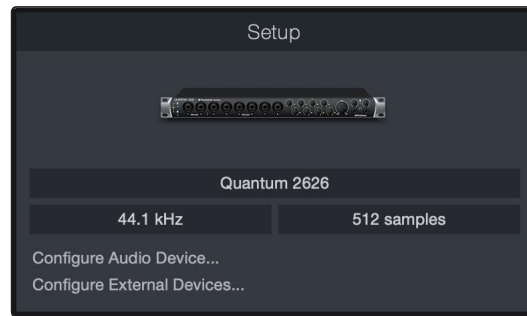 Setup
Quantum 2626
44.1 kHz 512 samples
Configure Audio Device...
Configure External Devices...